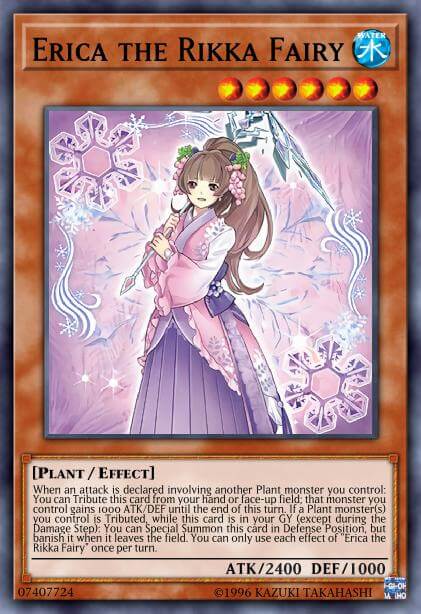 ERICA THE RIKKA FAIRY
WATER
水
[PLANT / EFFECT]
When an attack is declared involving another Plant monster you control:
You can Tribute this card from your hand or face-up field; that monster you
control gains 1000 ATK/DEF until the end of this turn. If a Plant monster(s)
you control is Tributed, while this card is in your GY (except during the
Damage Step): You can Special Summon this card in Defense Position, but
banish it when it leaves the field. You can only use each effect of "Erica the
Rikka Fairy" once per turn.
ATK/2400 DEF/1000
07407724
©1996 KAZUKI TAKAHASHI